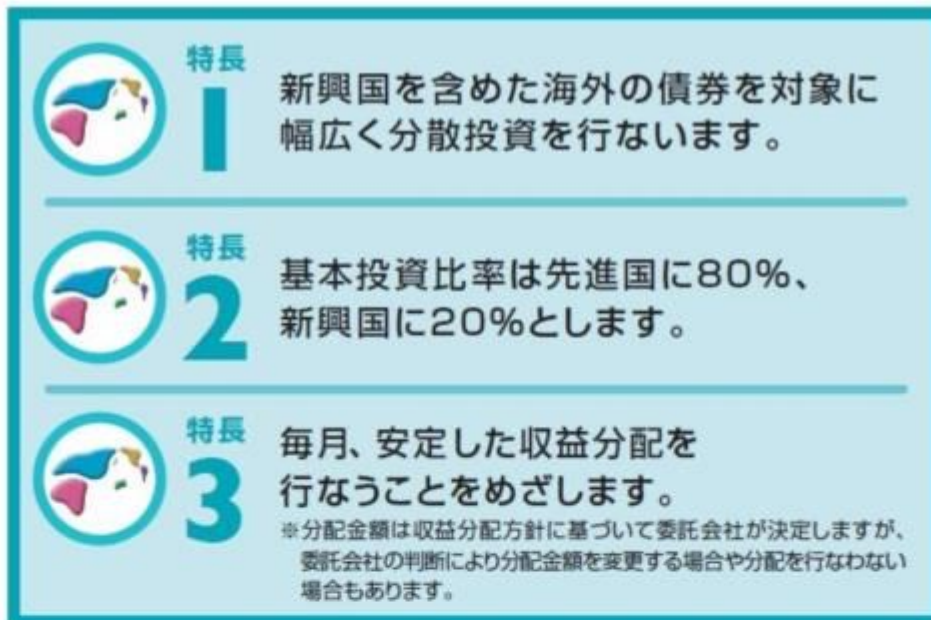 特長
1
新興国を含めた海外の債券を対象に
幅広く分散投資を行ないます。
特長
2
基本投資比率は先進国に80%、
新興国に20%とします。
特長
3
毎月、安定した収益分配を
行なうことをめざします。
※分配金額は収益分配方針に基づいて委託会社が決定しますが、
委託会社の判断により分配金額を変更する場合や分配を行なわない
場合もあります。